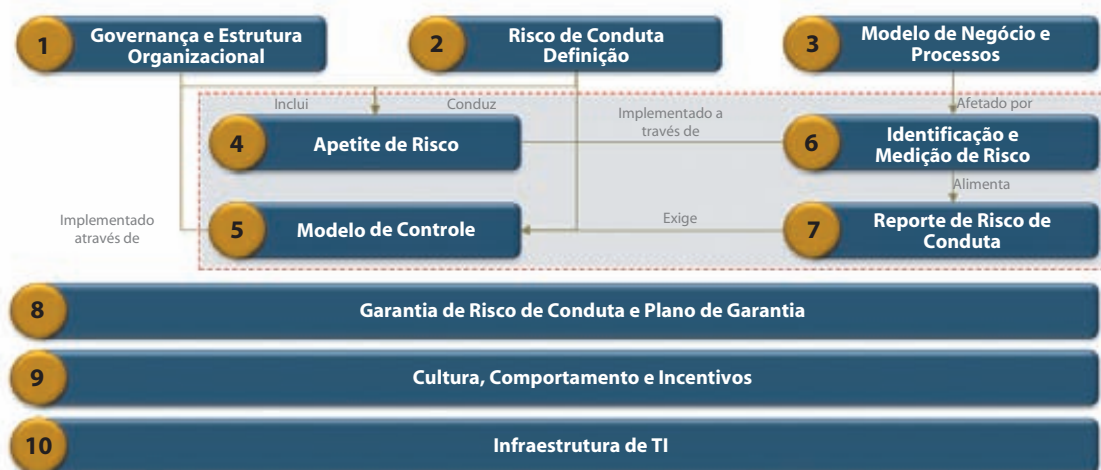 1
Governança e Estrutura
Organizacional
2
Risco de Conduta
Definição
3
Modelo de Negócio e
Processos
Inclui
Conduz
Implementado a
través de
Afetado por
4
Apetite de Risco
6
Identificação e
Medição de Risco
Alimenta
Implementado
através de
5
Modelo de Controle
Exige
7
Reporte de Risco de
Conduta
8
Garantia de Risco de Conduta e Plano de Garantia
9
Cultura, Comportamento e Incentivos
10
Infraestrutura de TI